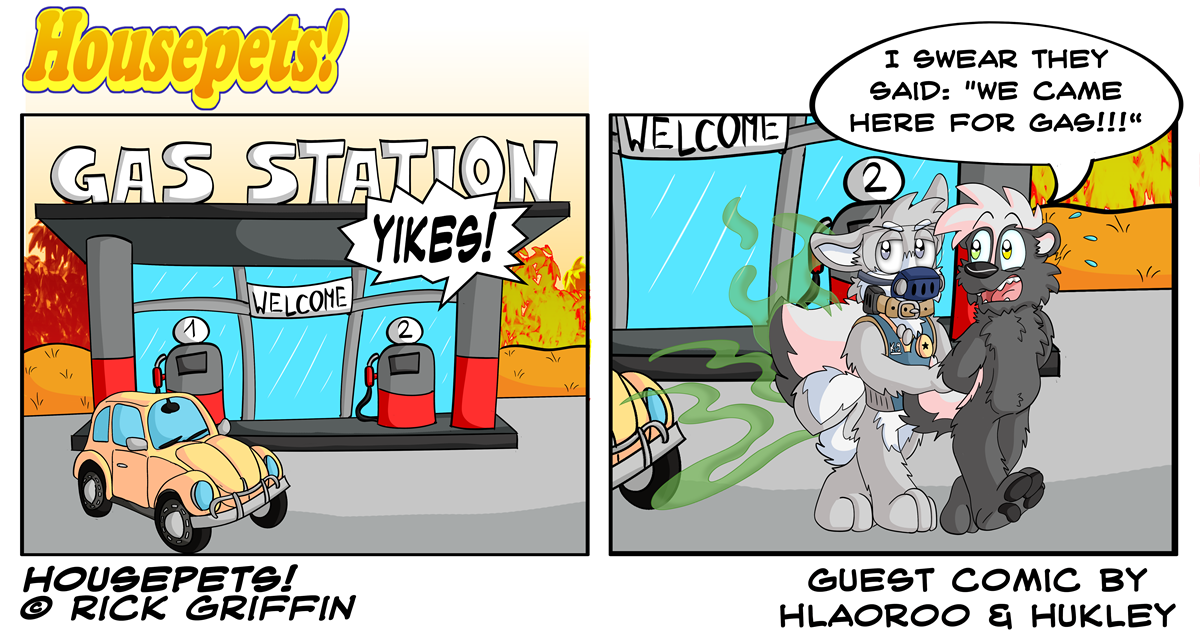 Housepets!
GAS STATION
YIKES!
WELCOME
1
2
I SWEAR THEY
SAID: "WE CAME
HERE FOR GAS!!!"
WELCOME
2
HOUSEPETS!
© RICK GRIFFIN
GUEST COMIC BY
HLAOROO & HUKLEY